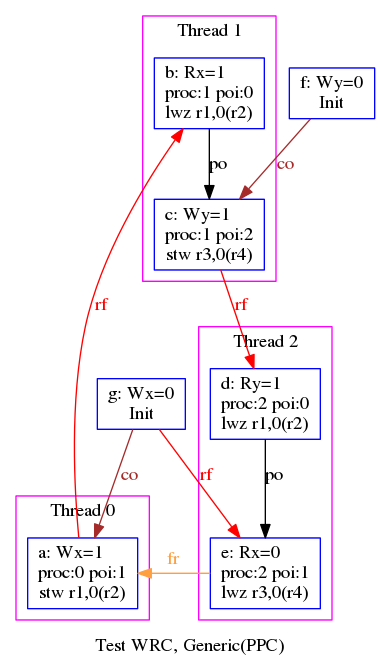 Thread 1
b: Rx=1
proc:1 poi:0
lwz r1,0(r2)
f: Wy=0
Init
po
co
c: Wy=1
proc:1 poi:2
stw r3,0(r4)
rf
rf
Thread 2
d: Ry=1
proc:2 poi:0
lwz r1,0(r2)
g: Wx=0
Init
co
rf
po
Thread 0
a: Wx=1
proc:0 poi:1
stw r1,0(r2)
fr
e: Rx=0
proc:2 poi:1
lwz r3,0(r4)
Test WRC, Generic(PPC)